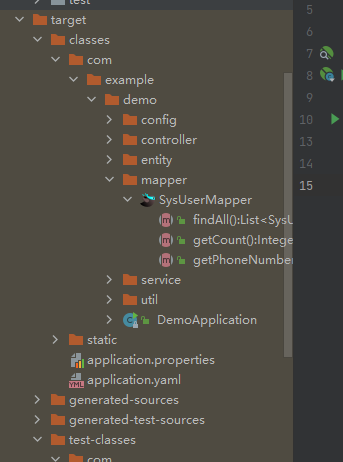 test
target
classes
com
example
demo
config
controller
entity
mapper
SysUserMapper
findAll():List<SysU
getCount():Intege
getPhoneNumber
service
util
DemoApplication
static
application.properties
application.yaml
generated-sources
generated-test-sources
test-classes
com
5
6
7
8
9
10
13
14
15